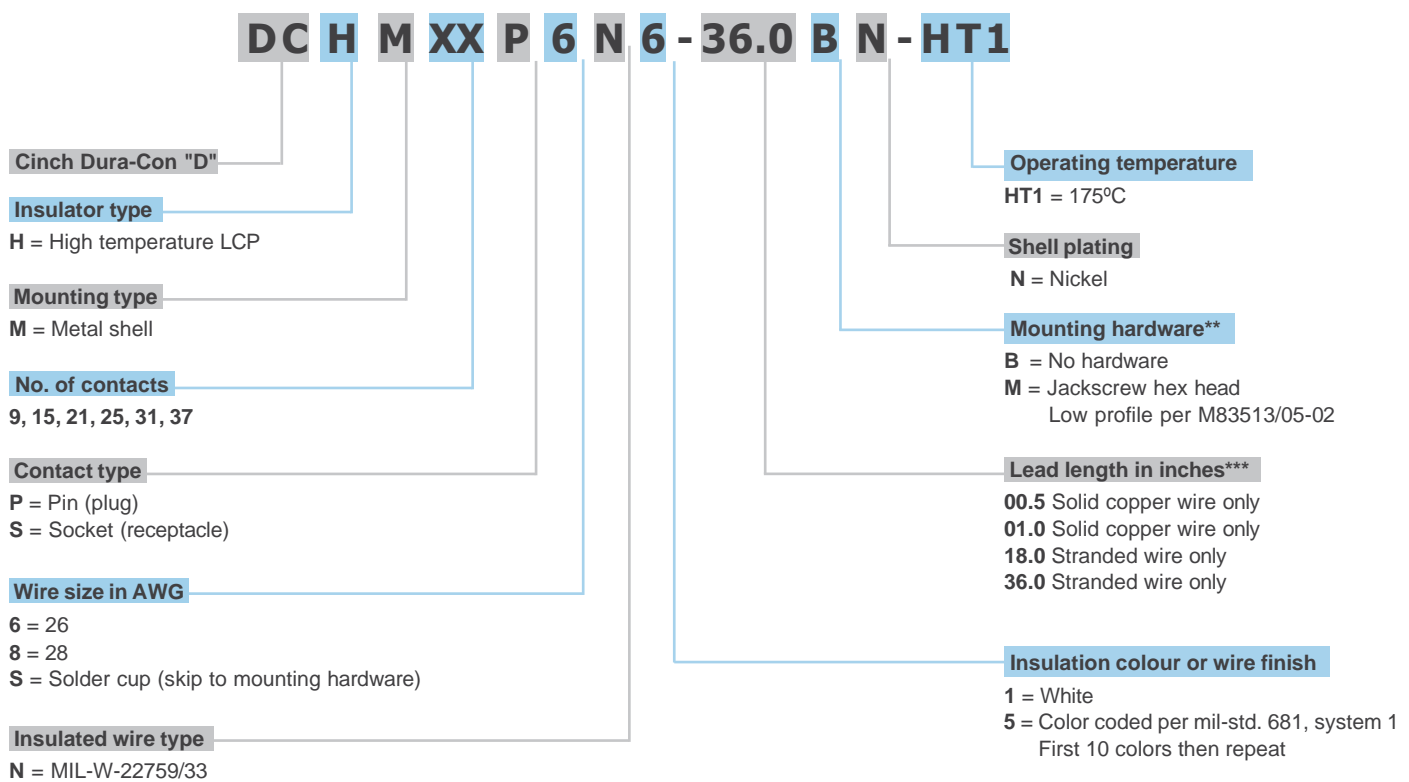 DC H M XX P 6 N 6 - 36.0 B N - HT1
Cinch Dura-Con "D"
Insulator type
H = High temperature LCP
Mounting type
M = Metal shell
No. of contacts
9, 15, 21, 25, 31, 37
Contact type
P = Pin (plug)
S = Socket (receptacle)
Wire size in AWG
6 = 26
8 = 28
S = Solder cup (skip to mounting hardware)
Insulated wire type
N = MIL-W-22759/33
Operating temperature
HT1 = 175ºC
Shell plating
N = Nickel
Mounting hardware**
B = No hardware
M = Jackscrew hex head
Low profile per M83513/05-02
Lead length in inches***
00.5 Solid copper wire only
01.0 Solid copper wire only
18.0 Stranded wire only
36.0 Stranded wire only
Insulation colour or wire finish
1 = White
5 = Color coded per mil-std. 681, system 1
First 10 colors then repeat